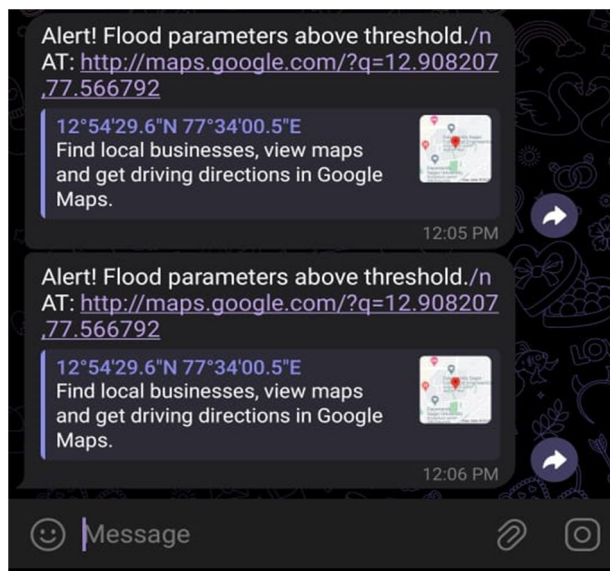 Alert! Flood parameters above threshold./n
AT: http://maps.google.com/?q=12.908207
,77.566792
12°54'29.6"N 77°34'00.5"E
Find local businesses, view maps
and get driving directions in Google
Maps.
12:05 PM
Alert! Flood parameters above threshold./n
AT: http://maps.google.com/?q=12.908207
,77.566792
12°54'29.6"N 77°34'00.5"E
Find local businesses, view maps
and get driving directions in Google
Maps.
12:06 PM
Message